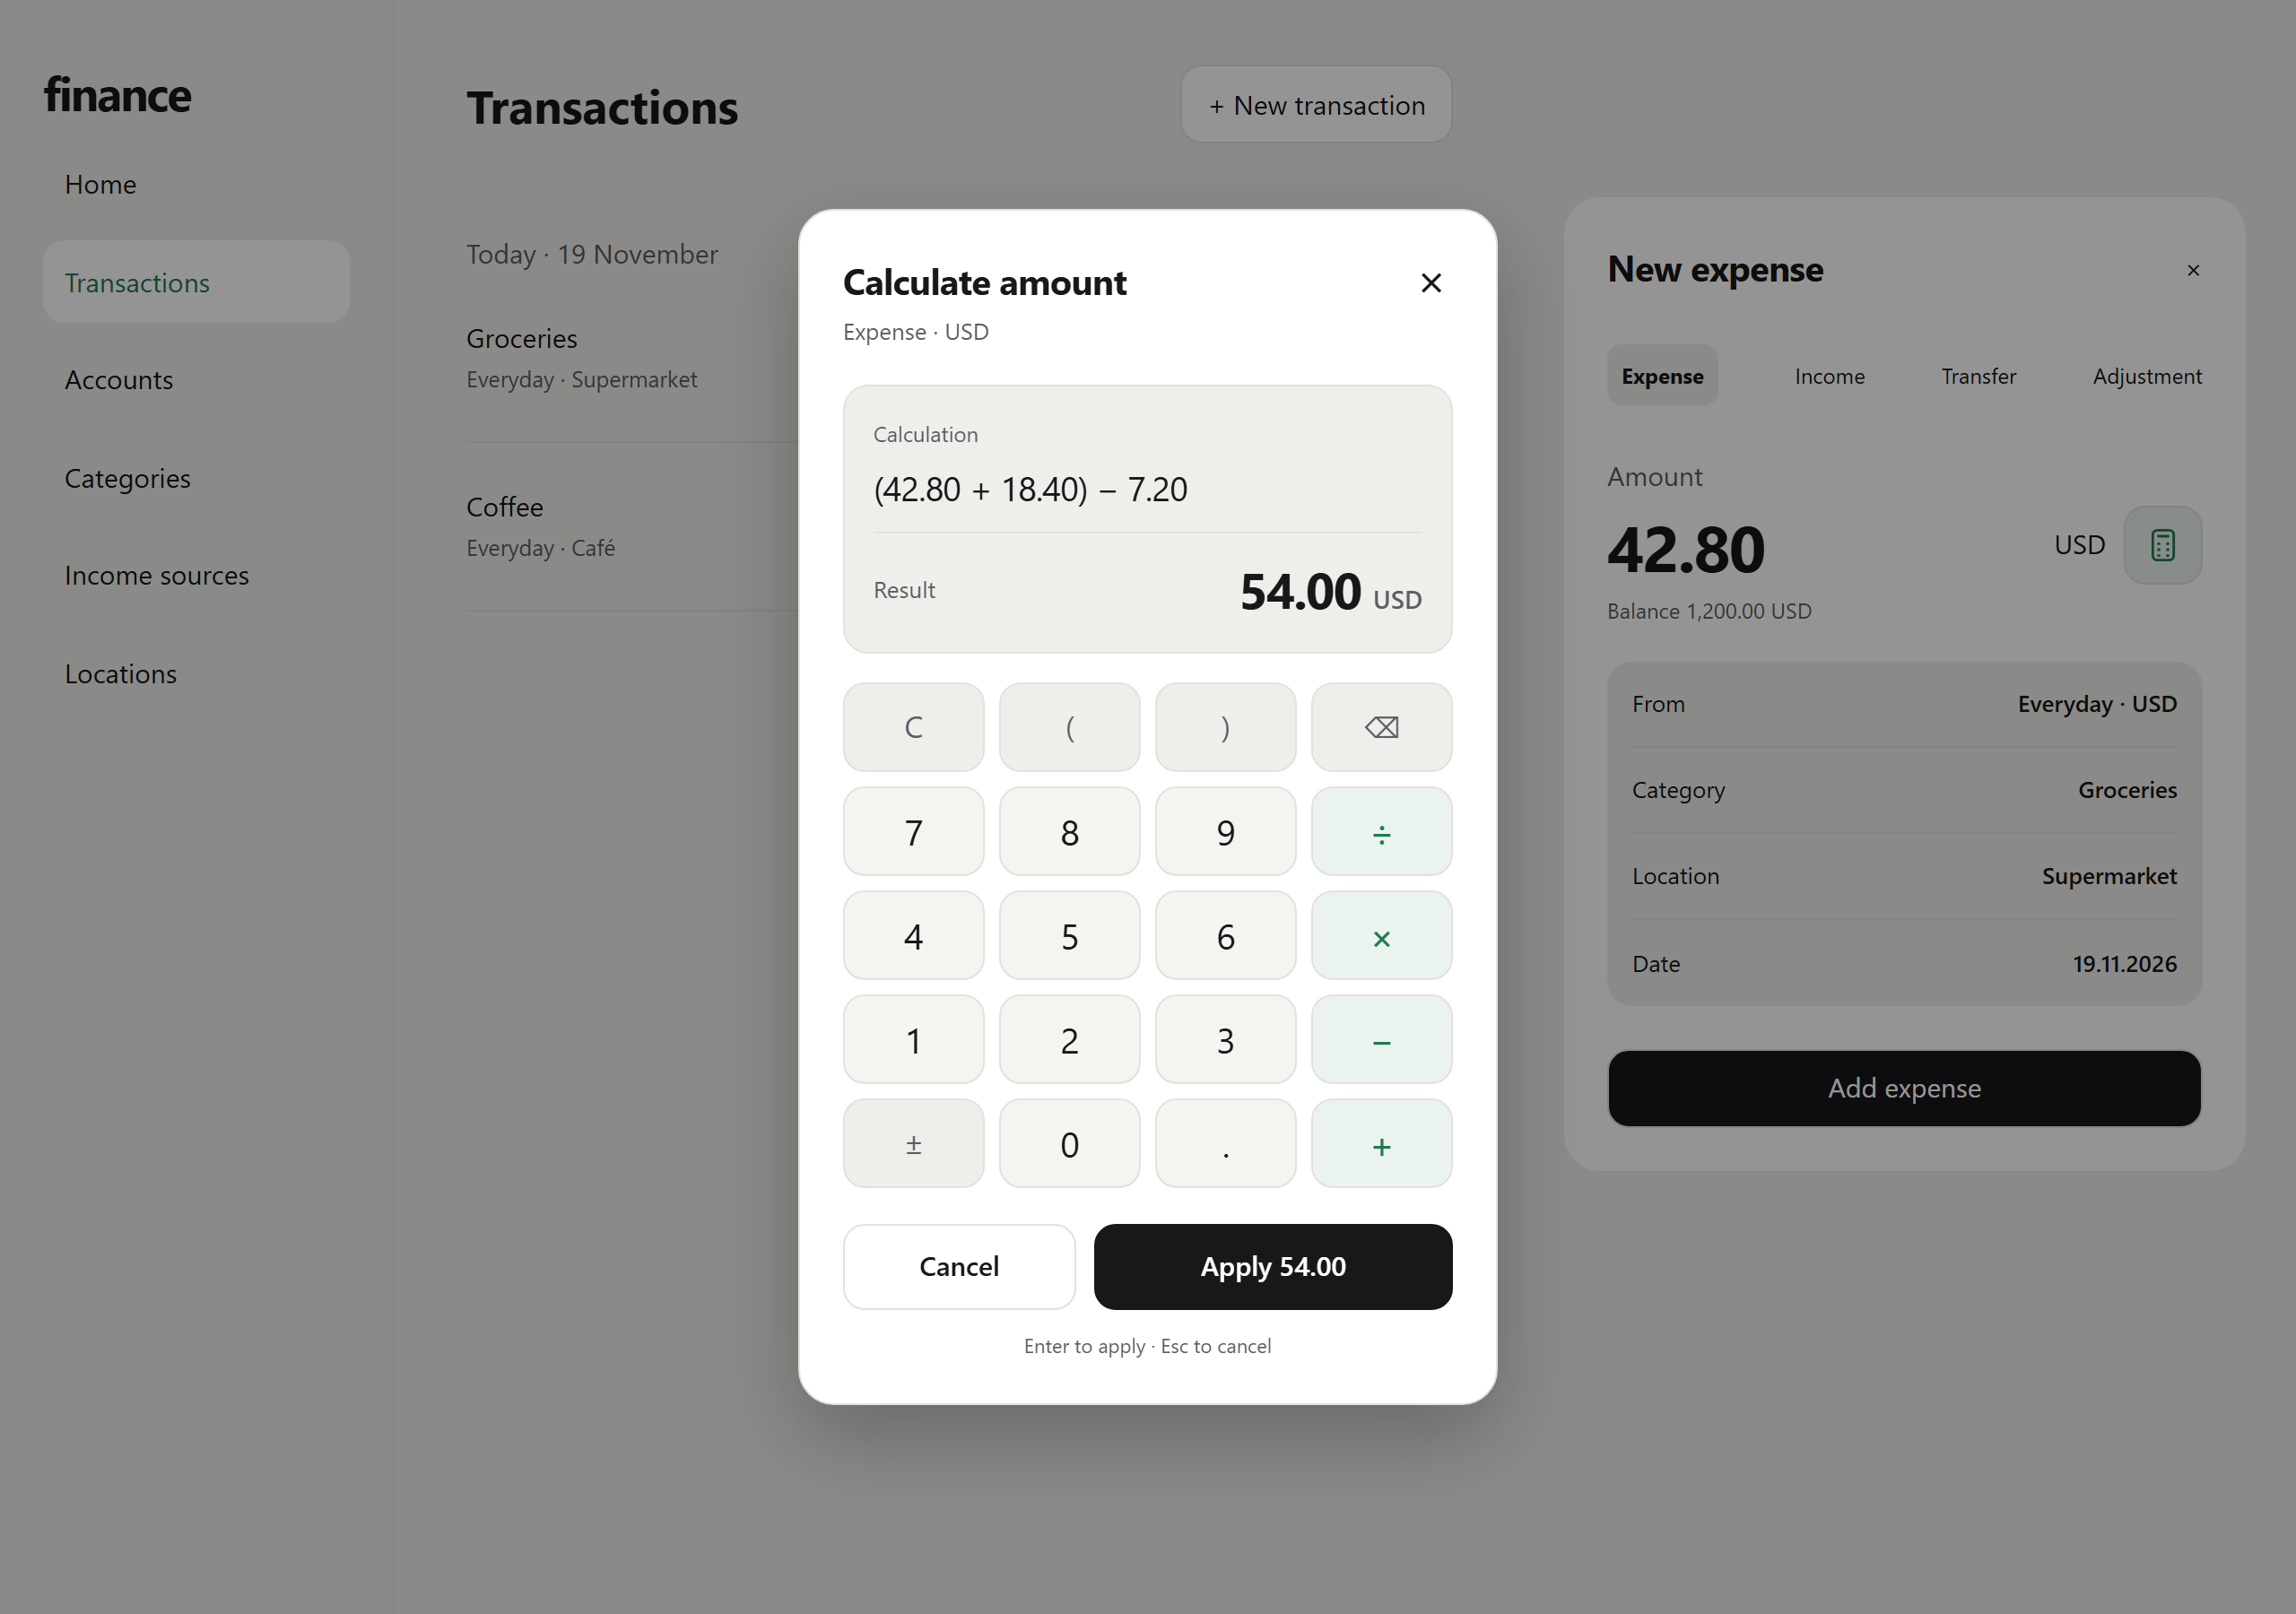 finance
Home
Transactions
Accounts
Categories
Income sources
Locations
Transactions
+ New transaction
Today · 19 November
Groceries
Everyday · Supermarket
Coffee
Everyday · Café
Calculate amount
×
Expense · USD
Calculation
(42.80 + 18.40) − 7.20
Result
54.00 USD
C ( ) ⌫
7 8 9 ÷
4 5 6 ×
1 2 3 −
± 0 . +
Cancel
Apply 54.00
Enter to apply · Esc to cancel
New expense
×
Expense Income Transfer Adjustment
Amount
42.80 USD
Balance 1,200.00 USD
From Everyday · USD
Category Groceries
Location Supermarket
Date 19.11.2026
Add expense